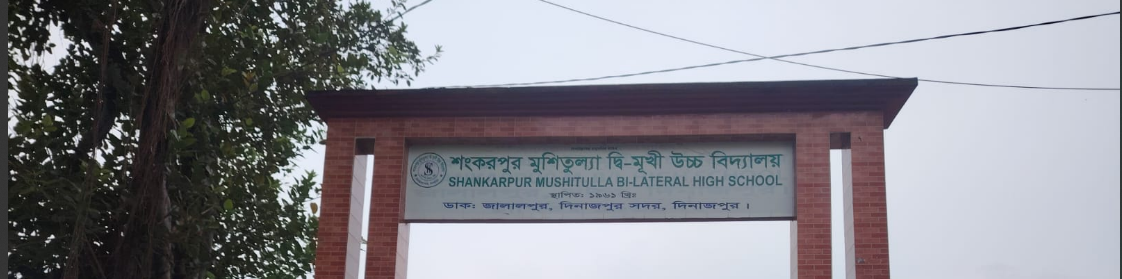 শংকরপুর মুশিতুল্যা দ্বি-মূখী উচ্চ বিদ্যালয়
SHANKARPUR MUSHITULLA BI-LATERAL HIGH SCHOOL
স্থাপিত: ১৯৬১ খ্রিঃ
ডাক: জালালপুর, দিনাজপুর সদর, দিনাজপুর।